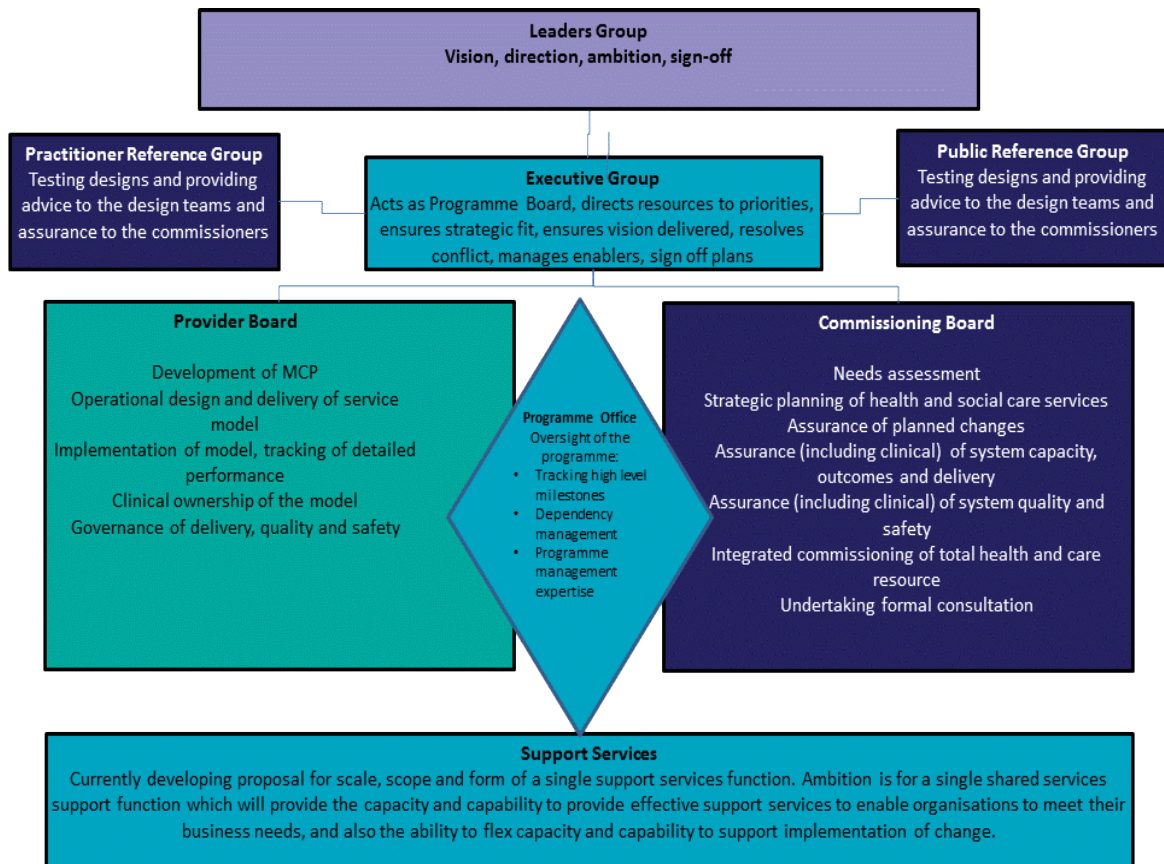 Leaders Group
Vision, direction, ambition, sign-off
Practitioner Reference Group
Testing designs and providing
advice to the design teams and
assurance to the commissioners
Executive Group
Acts as Programme Board, directs resources to priorities,
ensures strategic fit, ensures vision delivered, resolves
conflict, manages enablers, sign off plans
Public Reference Group
Testing designs and providing
advice to the design teams and
assurance to the commissioners
Provider Board
Development of MCP
Operational design and delivery of service
model
Implementation of model, tracking of detailed
performance
Clinical ownership of the model
Governance of delivery, quality and safety
Programme Office
Oversight of the
programme:
• Tracking high level
milestones
• Dependency
management
• Programme
management
expertise
Commissioning Board
Needs assessment
Strategic planning of health and social care services
Assurance of planned changes
Assurance (including clinical) of system capacity,
outcomes and delivery
Assurance (including clinical) of system quality and
safety
Integrated commissioning of total health and care
resource
Undertaking formal consultation
Support Services
Currently developing proposal for scale, scope and form of a single support services function. Ambition is for a single shared services
support function which will provide the capacity and capability to provide effective support services to enable organisations to meet their
business needs, and also the ability to flex capacity and capability to support implementation of change.